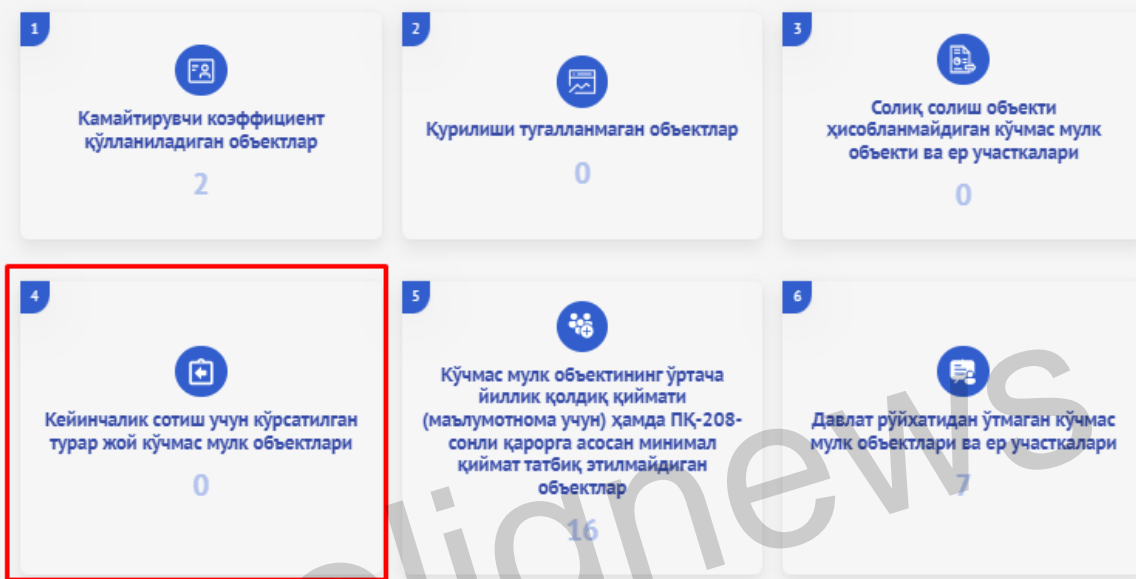 1
Камайтирувчи коэффициент
қўлланиладиган объектлар
2
2
Қурилиши тугалланмаган объектлар
0
3
Солиқ солиш объекти
ҳисобланмайдиган кўчмас мулк
объекти ва ер участкалари
0
4
Кейинчалик сотиш учун кўрсатилган
турар жой кўчмас мулк объектлари
0
5
Кўчмас мулк объектининг ўртача
йиллик қолдиқ қиймати
(маълумотнома учун) ҳамда ПҚ-208-
сонли қарорга асосан минимал
қиймат татбиқ этилмайдиган
объектлар
16
6
Давлат рўйхатидан ўтмаган кўчмас
мулк объектлари ва ер участкалари
7